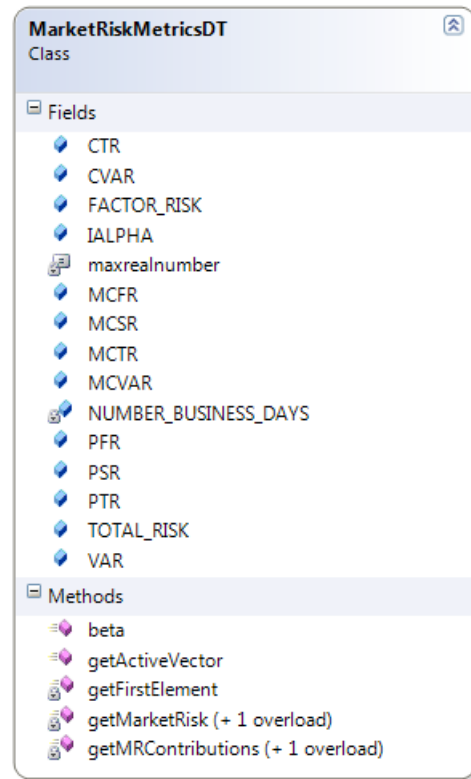 MarketRiskMetricsDT
Class
Fields
CTR
CVAR
FACTOR_RISK
IALPHA
maxrealnumber
MCFR
MCSR
MCTR
MCVAR
NUMBER_BUSINESS_DAYS
PFR
PSR
PTR
TOTAL_RISK
VAR
Methods
beta
getActiveVector
getFirstElement
getMarketRisk (+ 1 overload)
getMRContributions (+ 1 overload)